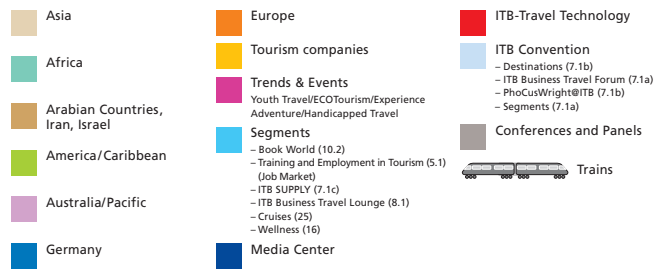 Asia
Africa
Arabian Countries,
Iran, Israel
America/Caribbean
Australia/Pacific
Germany
Europe
Tourism companies
Trends & Events
Youth Travel/ECOTourism/Experience
Adventure/Handicapped Travel
Segments
– Book World (10.2)
– Training and Employment in Tourism (5.1)
(Job Market)
– ITB SUPPLY (7.1c)
– ITB Business Travel Lounge (8.1)
– Cruises (25)
– Wellness (16)
Media Center
ITB-Travel Technology
ITB Convention
– Destinations (7.1b)
– ITB Business Travel Forum (7.1a)
– PhoCusWright@ITB (7.1b)
– Segments (7.1a)
Conferences and Panels
Trains